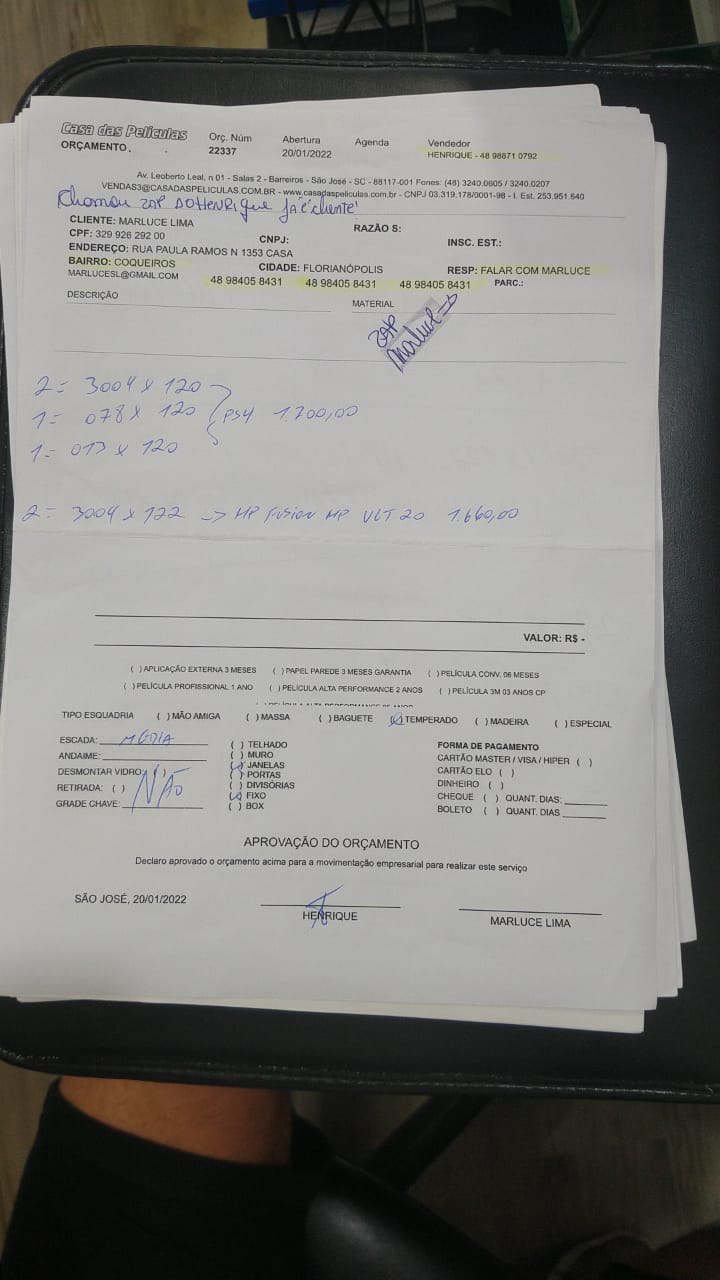 Casa das Películas
ORÇAMENTO.
Orç. Núm
22337
Abertura
20/01/2022
Agenda
Vendedor
HENRIQUE - 48 98671 0792
Av. Leoberto Leal, n 01 - Salas 2 - Barreiros - São José - SC - 88117-001 Fones: (48) 3240.0605 / 3240.0207
VENDAS3@CASADASPELICULAS.COM.BR - www.casadaspeliculas.com.br - CNPJ 03.319.178/0001-98 - I. Est. 253.951.640
Chamou zap do HENRique já é cliente
CLIENTE: MARLUCE LIMA
RAZÃO S:
CPF: 329 926 292 00
CNPJ:
INSC. EST.:
ENDEREÇO: RUA PAULA RAMOS N 1353 CASA
BAIRRO: COQUEIROS
CIDADE: FLORIANÓPOLIS
RESP: FALAR COM MARLUCE
MARLUCESL@GMAIL.COM
48 98405 8431 48 98405 8431 48 98405 8431
PARC.:
DESCRIÇÃO
MATERIAL
ZAP
Marluce
2 = 3004 x 120
1 = 078 x 120 PS4 1.200,00
1 = 013 x 120
2 = 3004 x 122 -> MP Fusion MP VLT 20 1.660,00
VALOR: R$ -
( ) APLICAÇÃO EXTERNA 3 MESES ( ) PAPEL PAREDE 3 MESES GARANTIA ( ) PELÍCULA CONV. 06 MESES
( ) PELÍCULA PROFISSIONAL 1 ANO ( ) PELÍCULA ALTA PERFORMANCE 2 ANOS ( ) PELÍCULA 3M 03 ANOS CP
TIPO ESQUADRIA ( ) MÃO AMIGA ( ) MASSA ( ) BAGUETE ( ) TEMPERADO ( ) MADEIRA ( ) ESPECIAL
ESCADA: MÉDIA
ANDAIME:
DESMONTAR VIDRO: ( )
RETIRADA: ( ) NÃO
GRADE CHAVE:
( ) TELHADO
( ) MURO
( ) JANELAS
( ) PORTAS
( ) DIVISÓRIAS
( ) FIXO
( ) BOX
FORMA DE PAGAMENTO
CARTÃO MASTER / VISA / HIPER ( )
CARTÃO ELO ( )
DINHEIRO ( )
CHEQUE ( ) QUANT. DIAS:
BOLETO ( ) QUANT. DIAS
APROVAÇÃO DO ORÇAMENTO
Declaro aprovado o orçamento acima para a movimentação empresarial para realizar este serviço
SÃO JOSÉ, 20/01/2022
HENRIQUE
MARLUCE LIMA